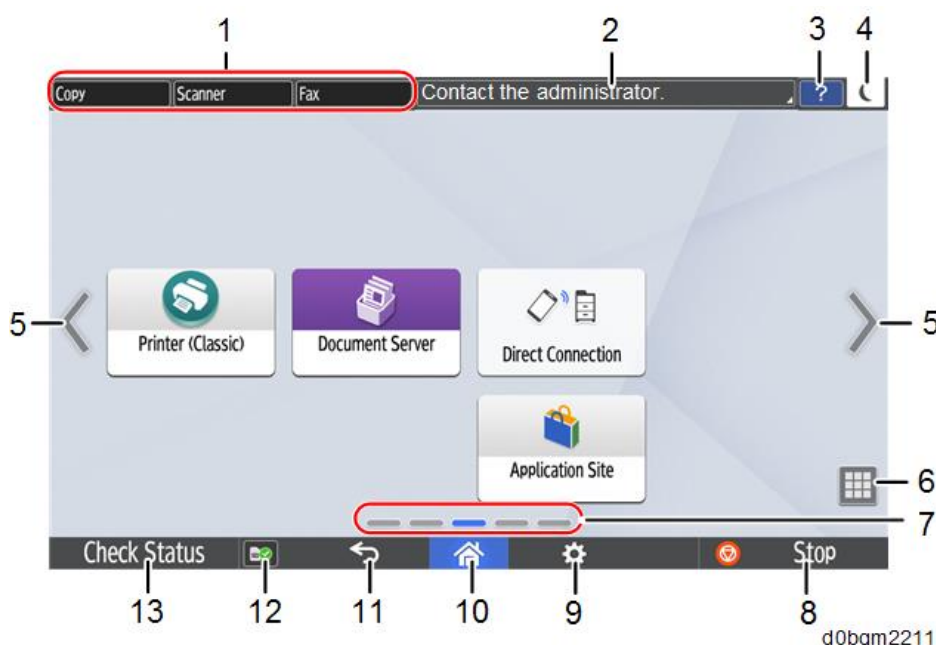 1 2 3 4
Copy Scanner Fax Contact the administrator. ?
5 5
Printer (Classic) Document Server Direct Connection
Application Site
6
7
Check Status Stop
13 12 11 10 9 8
d0bqm2211